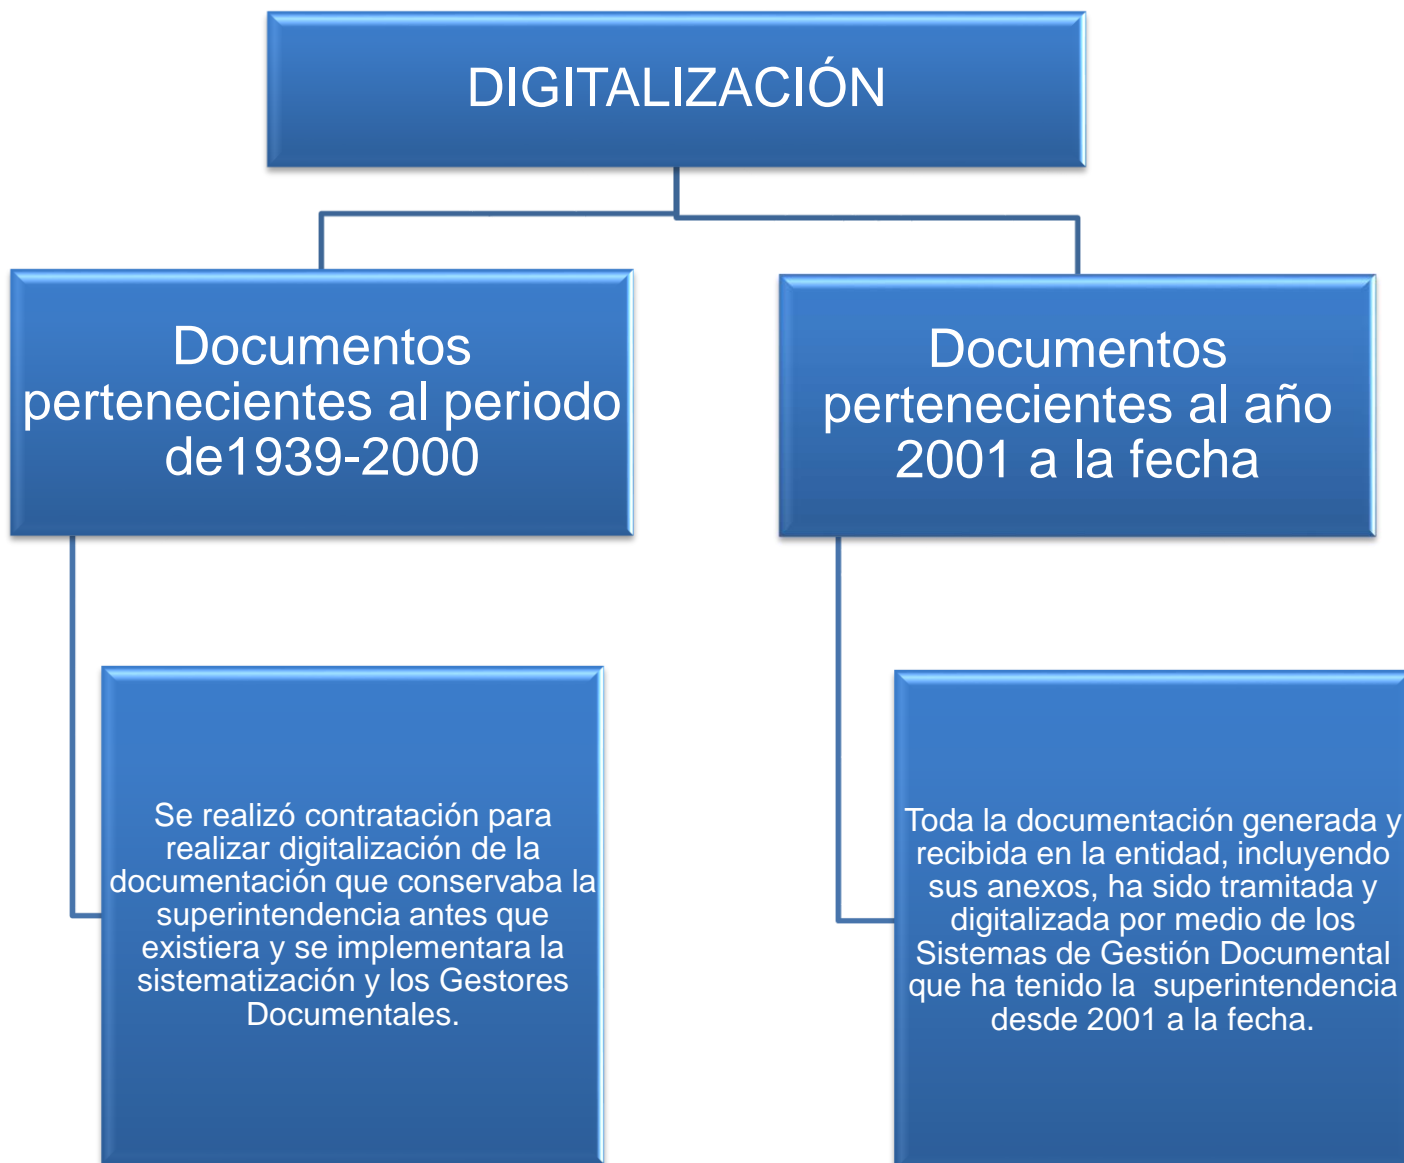 DIGITALIZACIÓN
Documentos
pertenecientes al periodo
de1939-2000
Documentos
pertenecientes al año
2001 a la fecha
Se realizó contratación para
realizar digitalización de la
documentación que conservaba la
superintendencia antes que
existiera y se implementara la
sistematización y los Gestores
Documentales.
Toda la documentación generada y
recibida en la entidad, incluyendo
sus anexos, ha sido tramitada y
digitalizada por medio de los
Sistemas de Gestión Documental
que ha tenido la  superintendencia
desde 2001 a la fecha.